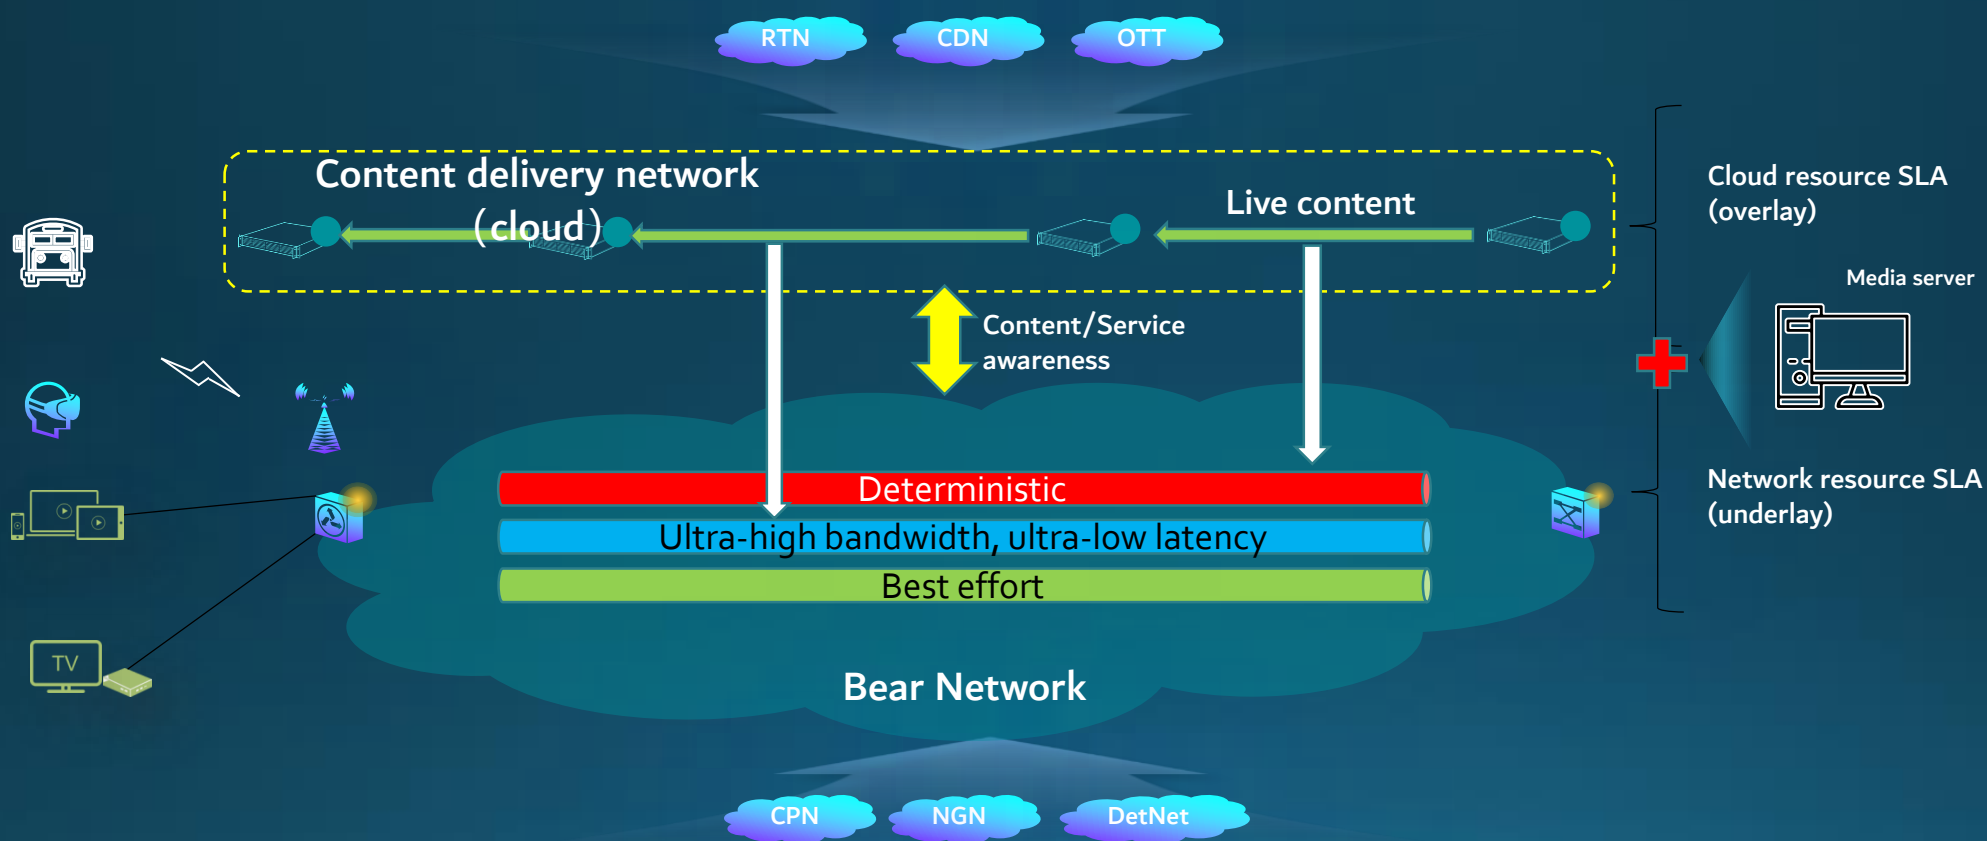 RTN
CDN
OTT
Content delivery network
(cloud)
Live content
Cloud resource SLA
(overlay)
Media server
Content/Service
awareness
Deterministic
Ultra-high bandwidth, ultra-low latency
Best effort
Network resource SLA
(underlay)
TV
Bear Network
CPN
NGN
DetNet